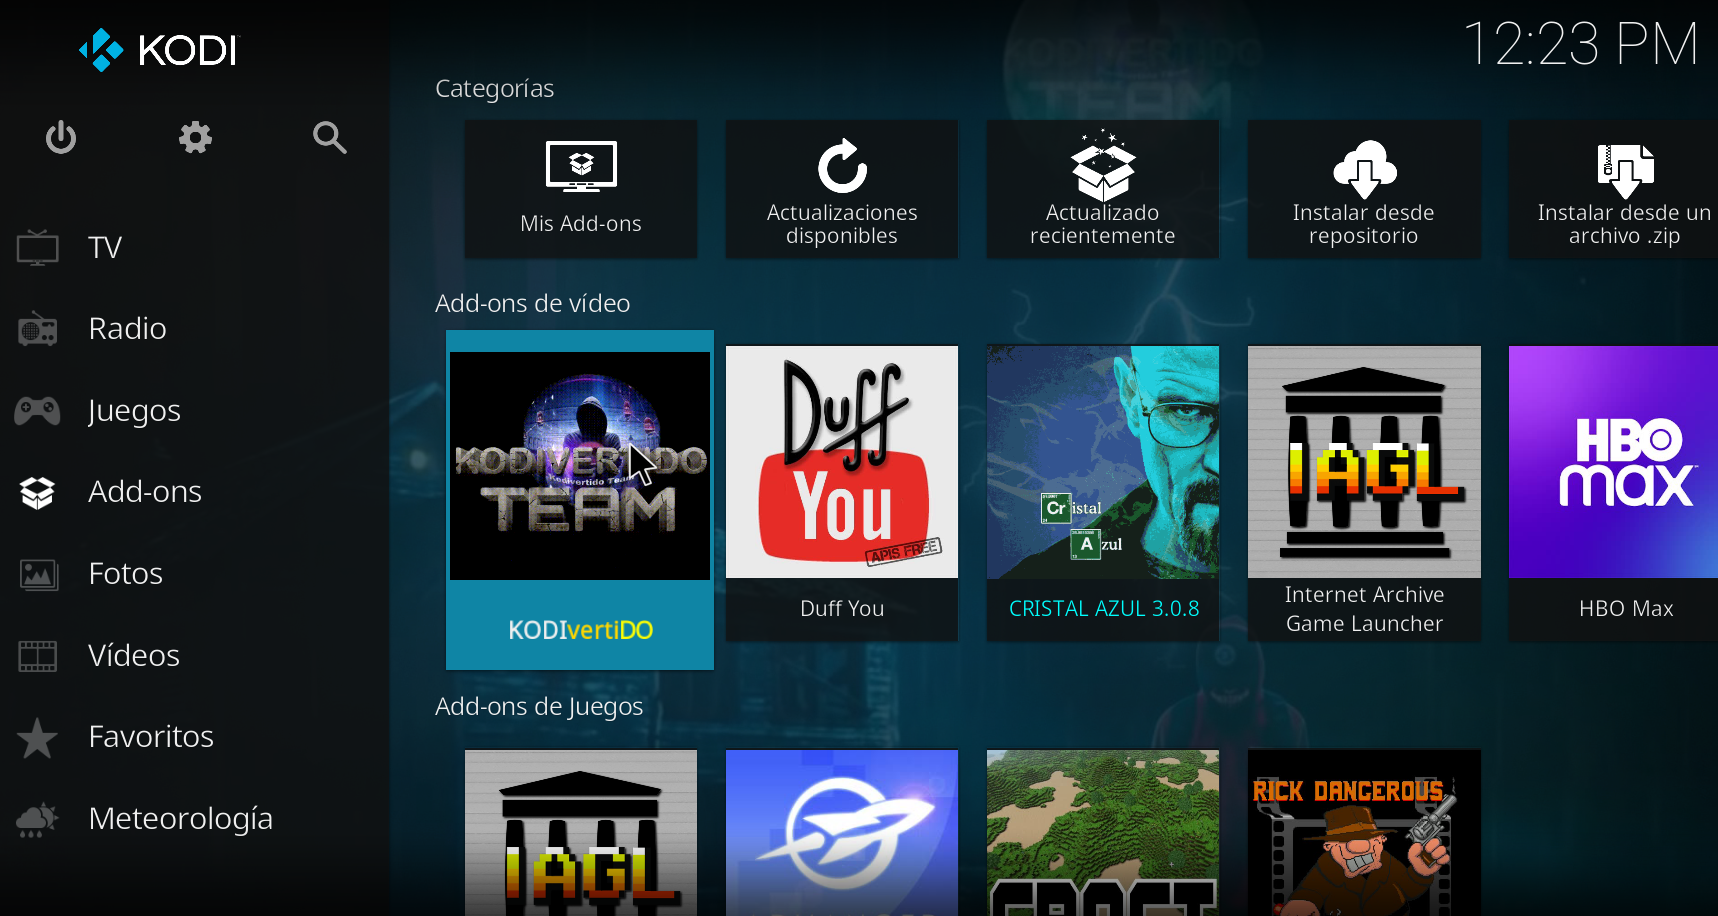 KODI
12:23 PM
Categorías
Mis Add-ons
Actualizaciones
disponibles
Actualizado
recientemente
Instalar desde
repositorio
Instalar desde un
archivo .zip
TV
Radio
Juegos
Add-ons
Fotos
Vídeos
Favoritos
Meteorología
Add-ons de vídeo
KODIVERTIDO
Kodivertido Team
TEAM
KODIvertiDO
Duff
You
APIS FREE
Duff You
Cristal
Azul
CRISTAL AZUL 3.0.8
IAGL
Internet Archive
Game Launcher
HBO
max
HBO Max
Add-ons de Juegos
IAGL
RICK DANGEROUS